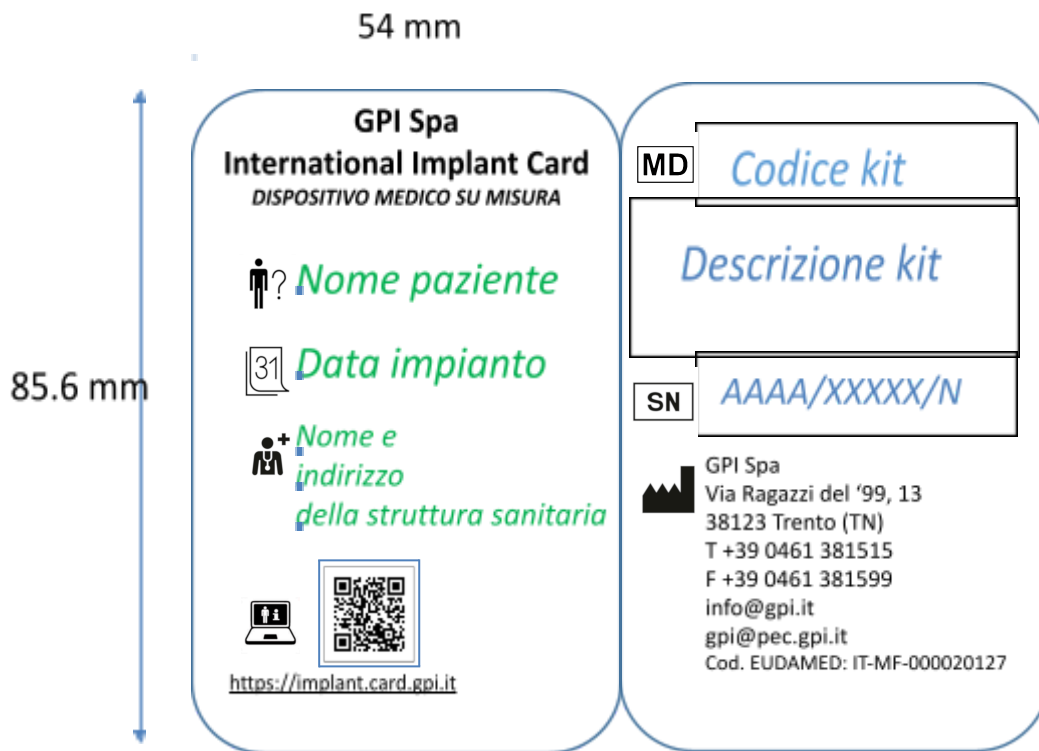 54 mm
85.6 mm
GPI Spa
International Implant Card
DISPOSITIVO MEDICO SU MISURA
? Nome paziente
31 Data impianto
Nome e
indirizzo
della struttura sanitaria
https://implant.card.gpi.it
MD Codice kit
Descrizione kit
SN AAAA/XXXXX/N
GPI Spa
Via Ragazzi del ‘99, 13
38123 Trento (TN)
T +39 0461 381515
F +39 0461 381599
info@gpi.it
gpi@pec.gpi.it
Cod. EUDAMED: IT-MF-000020127